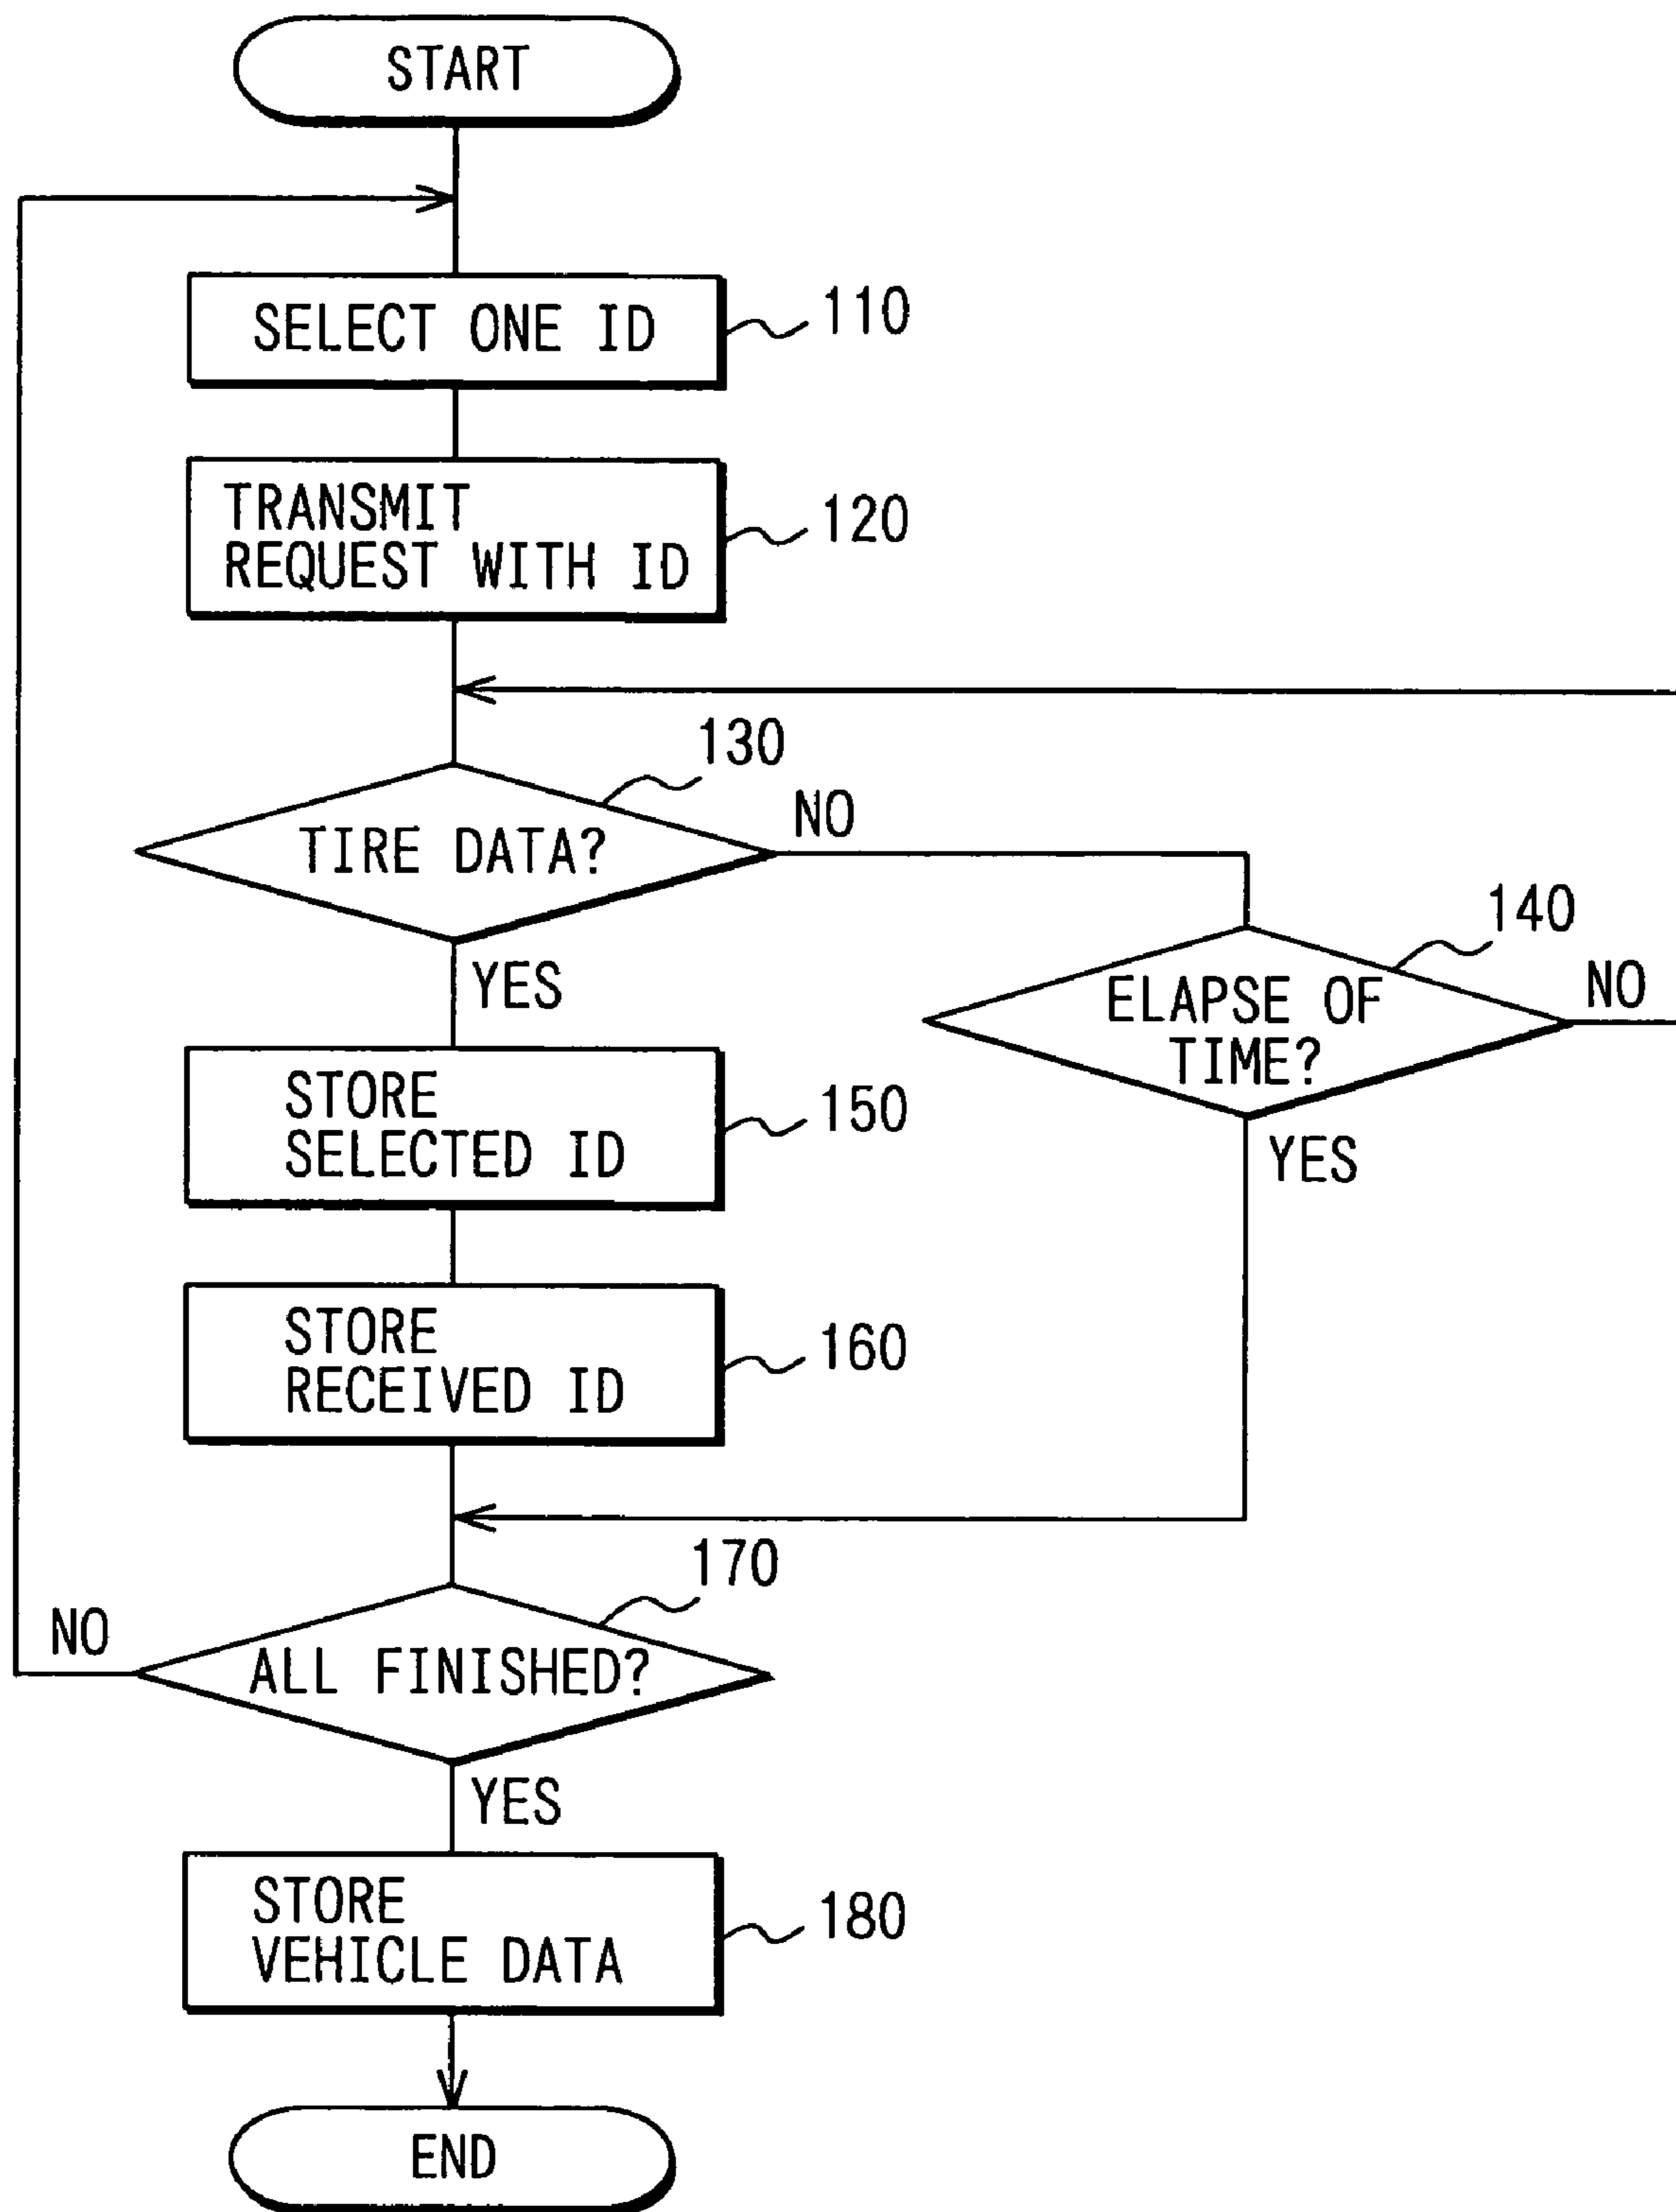 START
SELECT ONE ID
110
TRANSMIT
REQUEST WITH ID
120
130
TIRE DATA?
NO
YES
140
ELAPSE OF
TIME?
NO
YES
STORE
SELECTED ID
150
STORE
RECEIVED ID
160
170
ALL FINISHED?
NO
YES
STORE
VEHICLE DATA
180
END